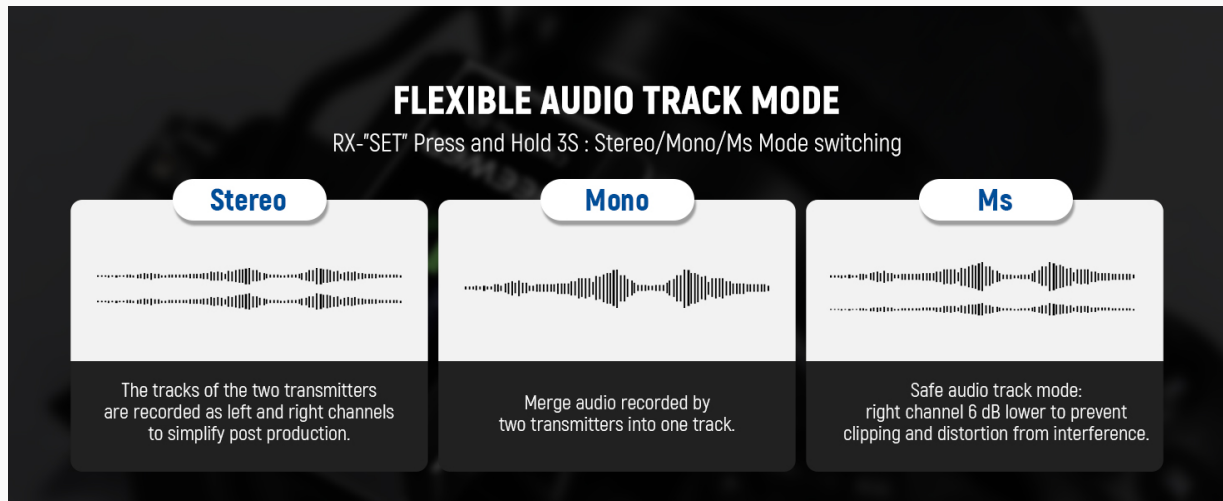 FLEXIBLE AUDIO TRACK MODE
RX-"SET" Press and Hold 3S : Stereo/Mono/Ms Mode switching
Stereo
The tracks of the two transmitters
are recorded as left and right channels
to simplify post production.
Mono
Merge audio recorded by
two transmitters into one track.
Ms
Safe audio track mode:
right channel 6 dB lower to prevent
clipping and distortion from interference.